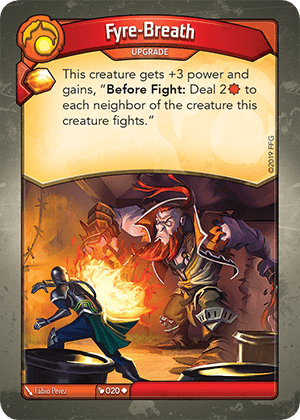 Fyre-Breath
UPGRADE
This creature gets +3 power and
gains, “Before Fight: Deal 2 to
each neighbor of the creature this
creature fights.”
©2019 FFG
Fábio Perez
020